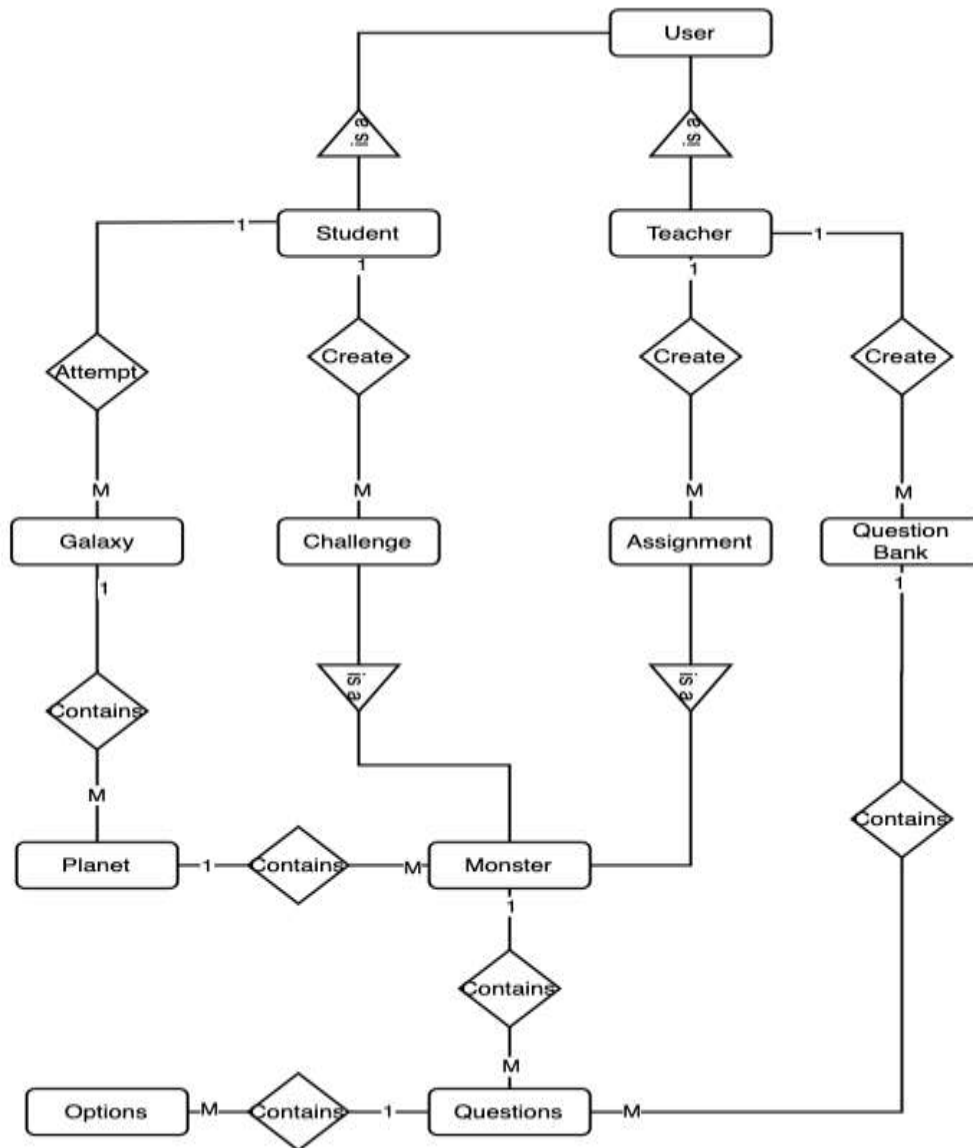 User
is a
is a
1
Student
Teacher
1
1
1
Attempt
Create
Create
Create
M
M
M
M
Galaxy
Challenge
Assignment
Question
Bank
1
1
is a
is a
Contains
M
Contains
Planet
1
Contains
M
Monster
1
Contains
M
Options
M
Contains
1
Questions
M